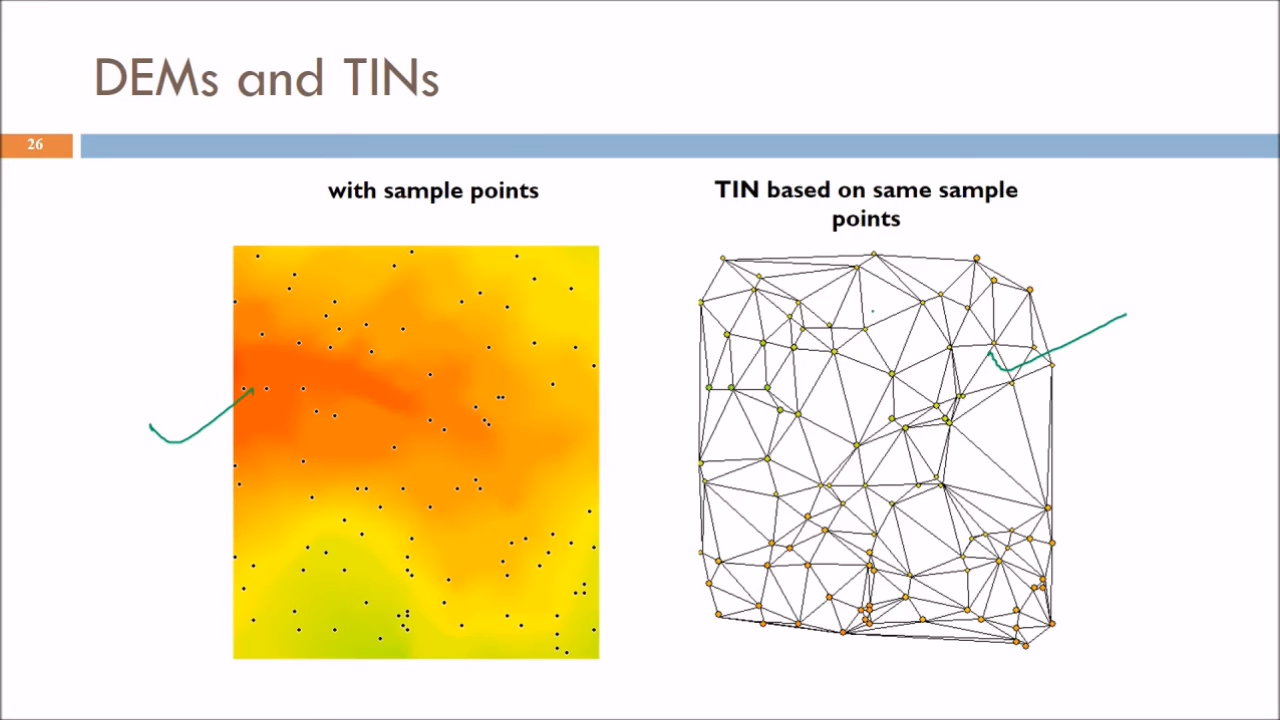 DEMs and TINs
26
with sample points
TIN based on same sample
points